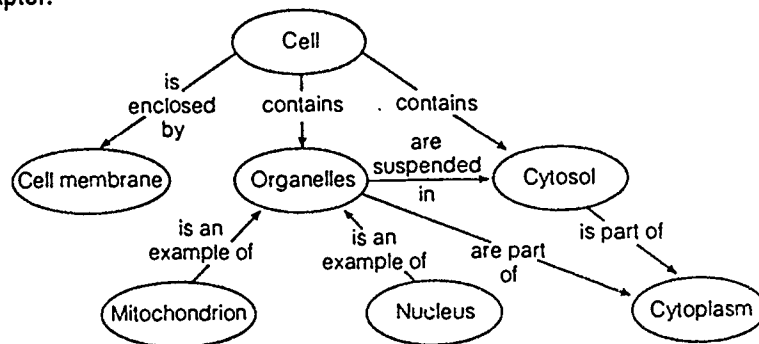 Cell
is
enclosed
by
contains
contains
are
suspended
in
Cell membrane
Organelles
Cytosol
is an
example of
is an
example of
are part
of
is part of
Mitochondrion
Nucleus
Cytoplasm